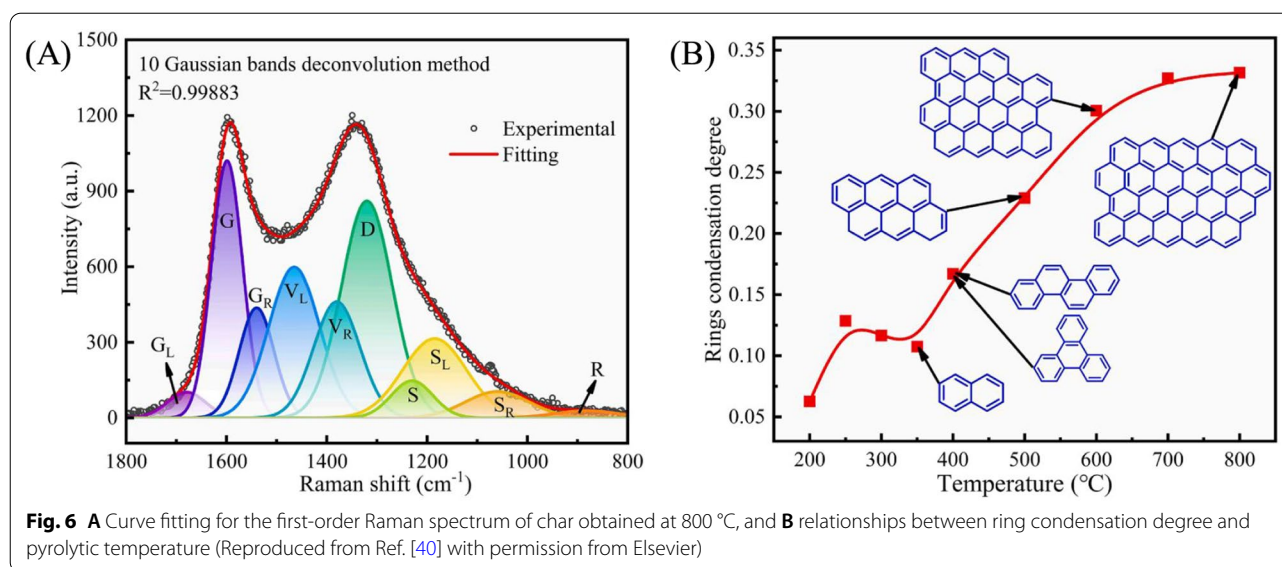 (A)
10 Gaussian bands deconvolution method
R²=0.99883
Experimental
Fitting
Intensity (a.u.)
1500
1200
900
600
300
0
G_L
G
G_R
V_L
V_R
D
S
S_L
S_R
R
1800 1600 1400 1200 1000 800
Raman shift (cm⁻¹)
(B)
Rings condensation degree
0.35
0.30
0.25
0.20
0.15
0.10
0.05
200 300 400 500 600 700 800
Temperature (°C)
Fig. 6 A Curve fitting for the first-order Raman spectrum of char obtained at 800 °C, and B relationships between ring condensation degree and
pyrolytic temperature (Reproduced from Ref. [40] with permission from Elsevier)